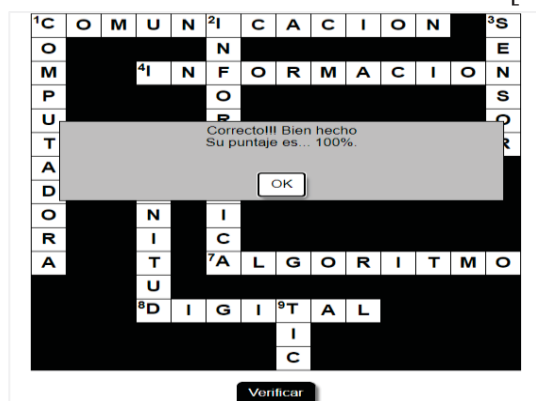 1C O M U N 2I C A C I O N 3S
O N E
M 4I N F O R M A C I O N
P O S
U R O
Correcto!!! Bien hecho
T Su puntaje es... 100%. R
A
OK
D
O N I
R I C
A T 7A L G O R I T M O
U
8D I G I 9T A L
I
C
Verificar